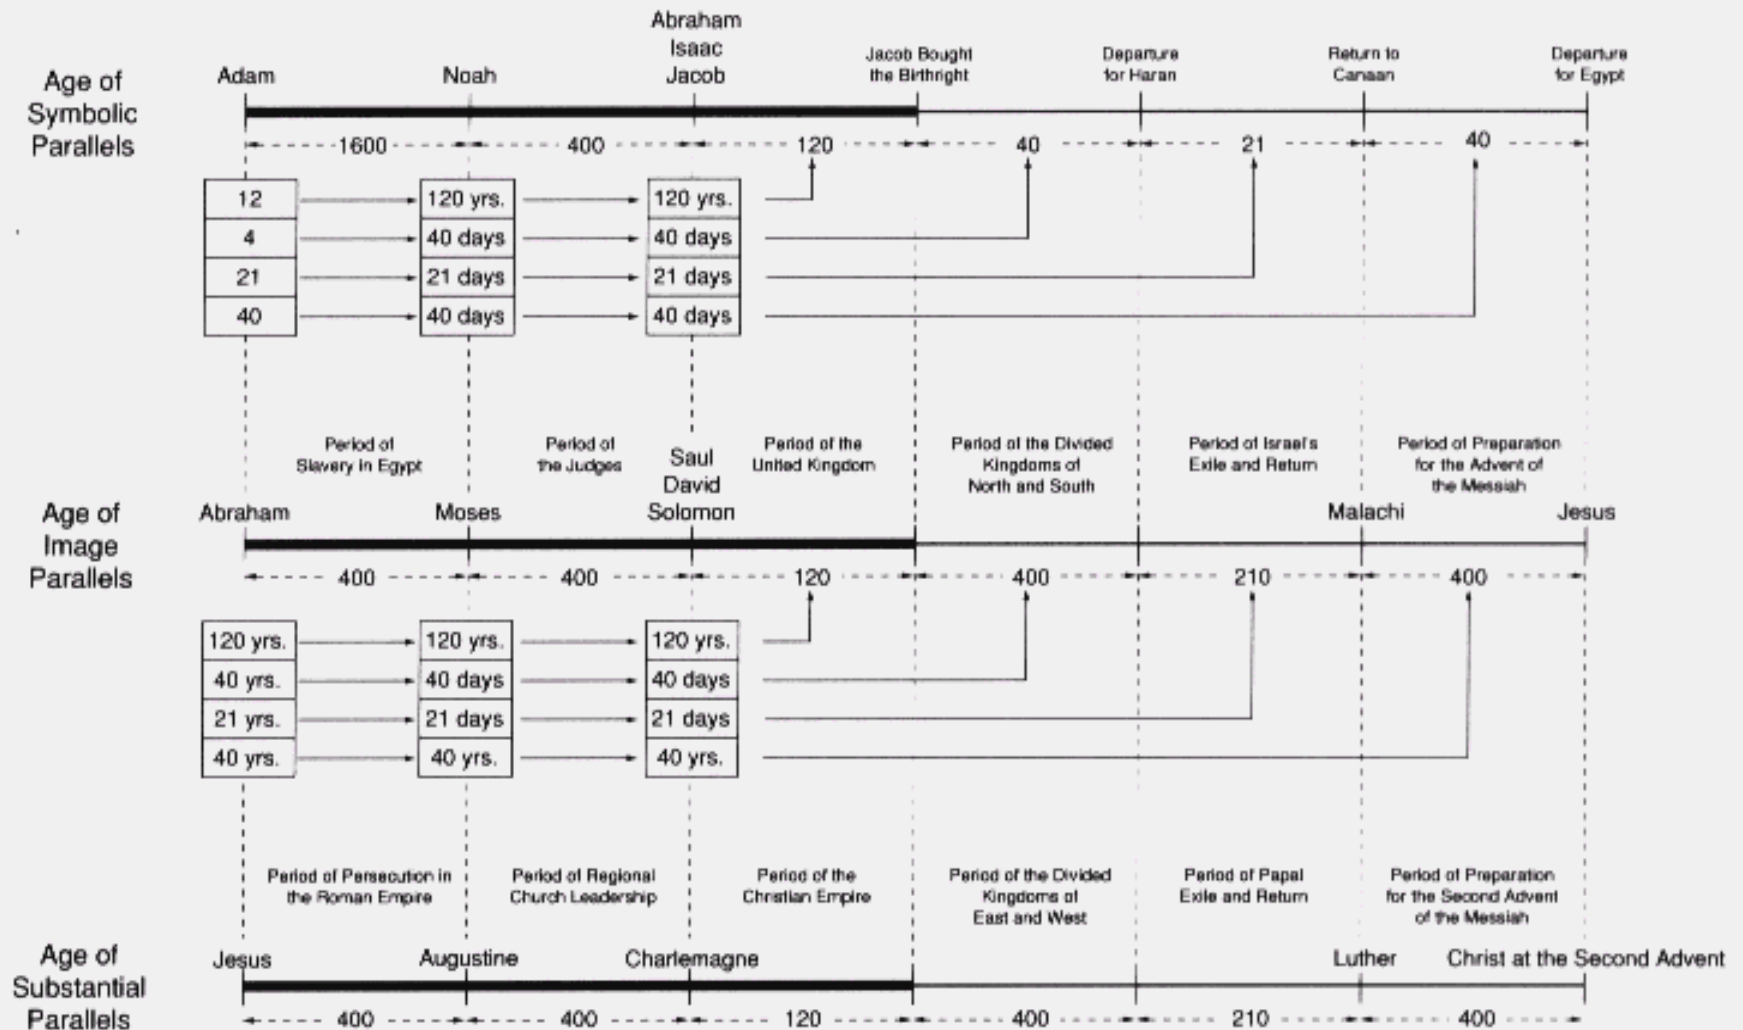 Age of
Symbolic
Parallels
Adam
Noah
Abraham
Isaac
Jacob
Jacob Bought
the Birthright
Departure
for Haran
Return to
Canaan
Departure
for Egypt
1600
400
120
40
21
40
12
120 yrs.
120 yrs.
4
40 days
40 days
21
21 days
21 days
40
40 days
40 days
Period of
Slavery in Egypt
Period of
the Judges
Period of the
United Kingdom
Period of the Divided
Kingdoms of
North and South
Period of Israel's
Exile and Return
Period of Preparation
for the Advent of
the Messiah
Age of
Image
Parallels
Abraham
Moses
Saul
David
Solomon
Malachi
Jesus
400
400
120
400
210
400
120 yrs.
120 yrs.
120 yrs.
40 yrs.
40 days
40 days
21 yrs.
21 days
21 days
40 yrs.
40 yrs.
40 yrs.
Period of Persecution in
the Roman Empire
Period of Regional
Church Leadership
Period of the
Christian Empire
Period of the Divided
Kingdoms of
East and West
Period of Papal
Exile and Return
Period of Preparation
for the Second Advent
of the Messiah
Age of
Substantial
Parallels
Jesus
Augustine
Charlemagne
Luther
Christ at the Second Advent
400
400
120
400
210
400